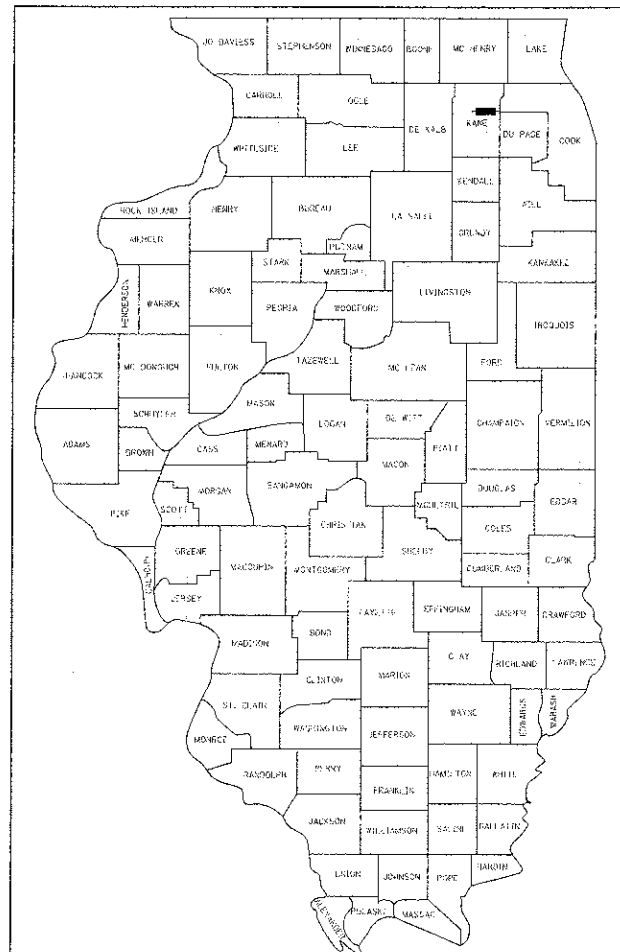 JO DAVIESS STEPHENSON WINNEBAGO BOONE MC HENRY LAKE
CARROLL OGLE
DE KALB KANE DU PAGE COOK
WHITESIDE LEE
KENDALL
ROCK ISLAND HENRY BUREAU LA SALLE GRUNDY WILL
MERCER PUTNAM
STARK MARSHALL KANKAKEE
HENDERSON WARREN KNOX PEORIA WOODFORD LIVINGSTON IROQUOIS
TAZEWELL MC LEAN FORD
HANCOCK MC DONOUGH FULTON
MASON
SCHUYLER LOGAN DE WITT CHAMPAIGN VERMILION
ADAMS BROWN CASS MENARD PIATT
MACON
MORGAN SANGAMON DOUGLAS EDGAR
PIKE SCOTT CHRISTIAN MOULTRIE
COLES
GREENE MACOUPIN MONTGOMERY SHELBY CLARK
CALHOUN CUMBERLAND
JERSEY FAYETTE EFFINGHAM JASPER CRAWFORD
MADISON BOND
CLAY RICHLAND LAWRENCE
CLINTON MARION
ST. CLAIR WAYNE EDWARDS WABASH
MONROE WASHINGTON JEFFERSON
RANDOLPH PERRY HAMILTON WHITE
FRANKLIN
JACKSON WILLIAMSON SALINE GALLATIN
UNION JOHNSON POPE HARDIN
ALEXANDER PULASKI MASSAC